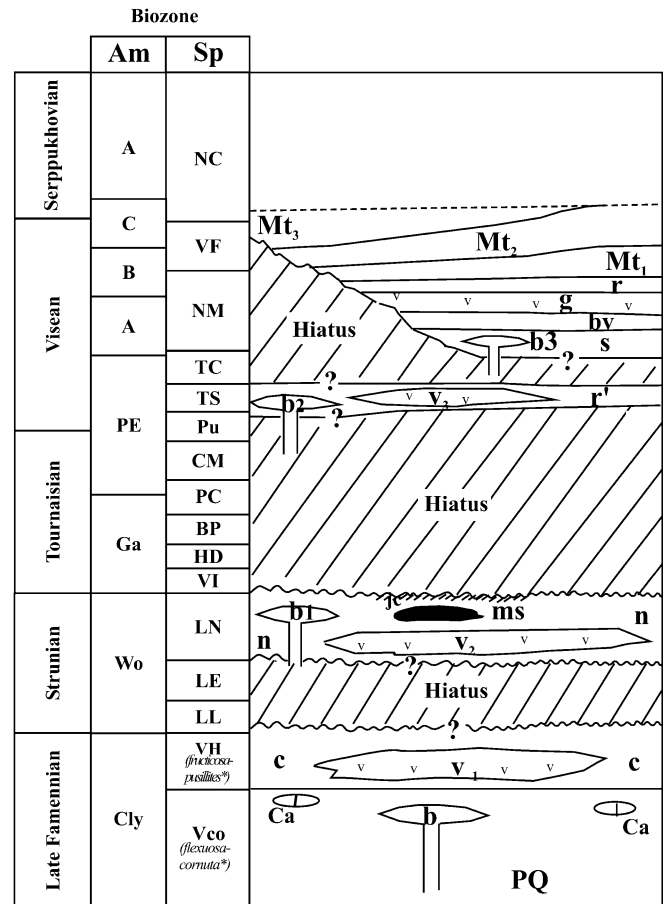 Biozone
Am Sp
Serppukhovian
Visean
Tournaisian
Strunian
Late Famennian
A
C
B
A
PE
Ga
Wo
Cly
NC
VF
NM
TC
TS
Pu
CM
PC
BP
HD
VI
LN
LE
LL
VH
(fructicosa-
pusillites*)
Vco
(flexuosa-
cornuta*)
Mt3
Mt2
Mt1
r
v v v g v
bv
Hiatus
b3 s
?
?
b2 v v3 v r'
?
Hiatus
jc
b1 ms n
n v v v2 v v
?
Hiatus
?
c v v v1 v v c
Ca b Ca
PQ